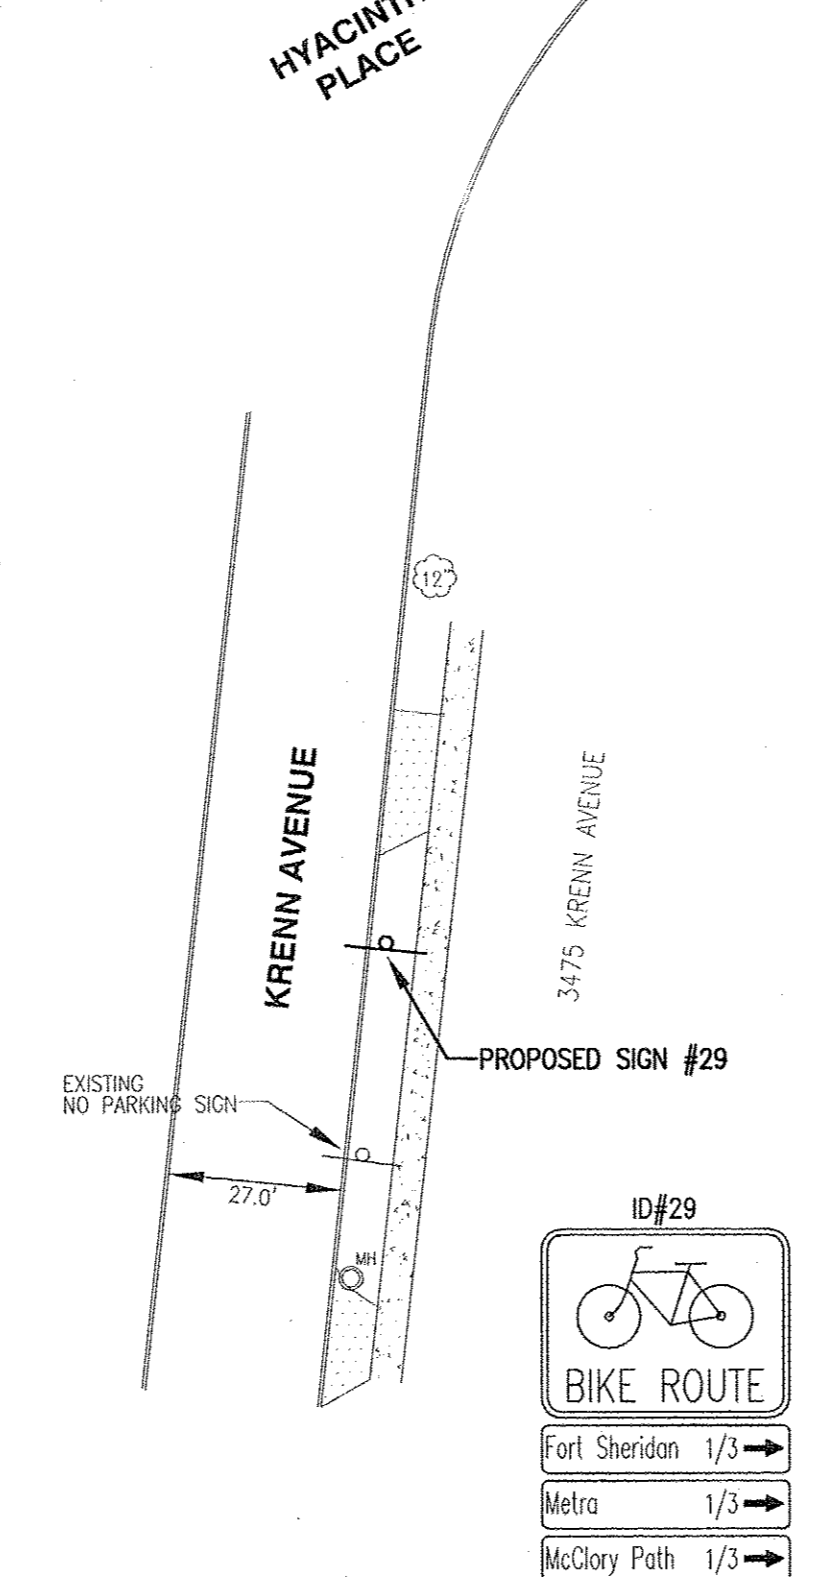 HYACINTH
PLACE
12"
KRENN AVENUE
3475 KRENN AVENUE
PROPOSED SIGN #29
EXISTING
NO PARKING SIGN
27.0'
MH
ID#29
BIKE ROUTE
Fort Sheridan 1/3
Metra 1/3
McClory Path 1/3